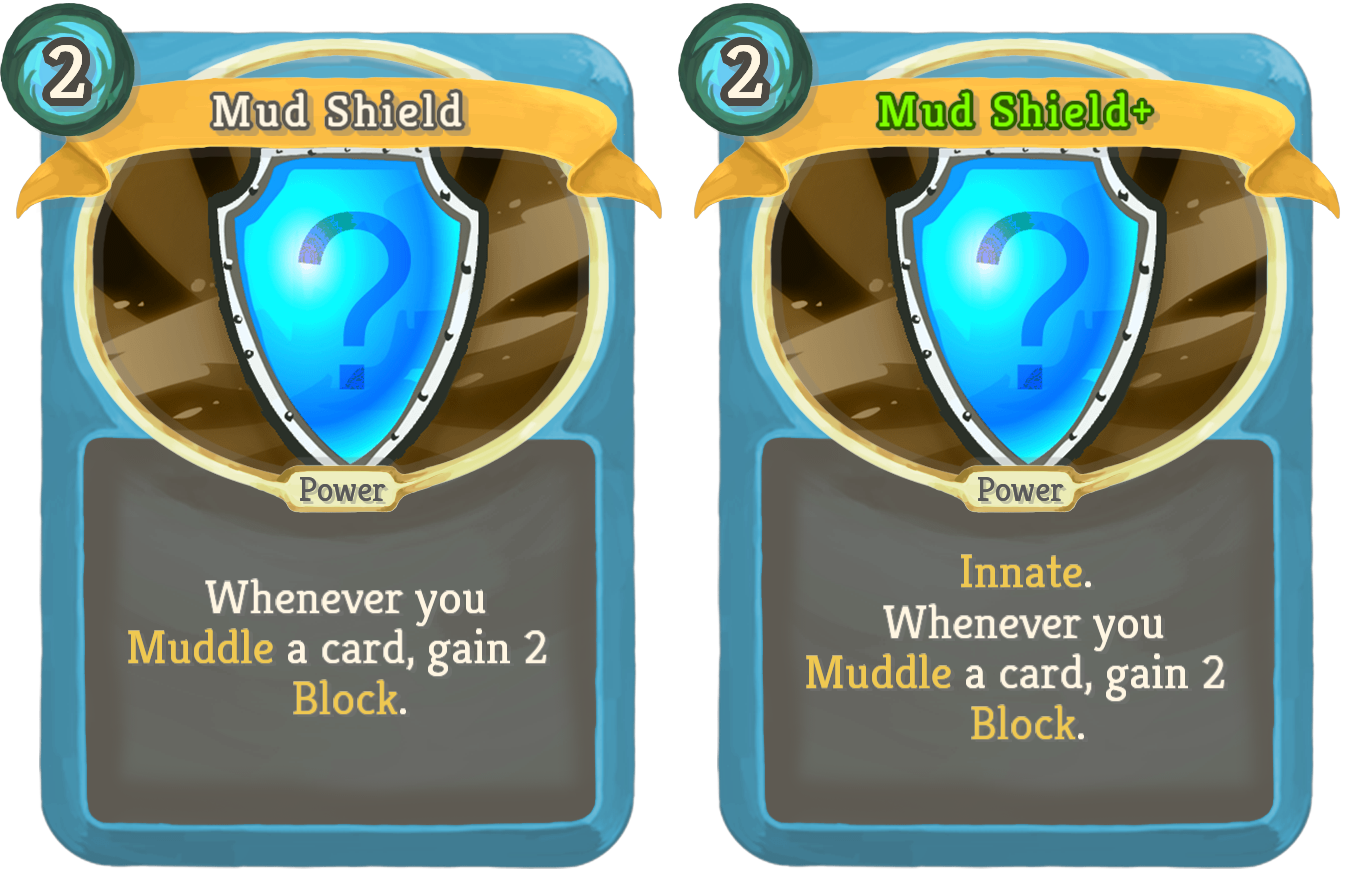 2
Mud Shield
?
Power
Whenever you
Muddle a card, gain 2
Block.
2
Mud Shield+
?
Power
Innate.
Whenever you
Muddle a card, gain 2
Block.